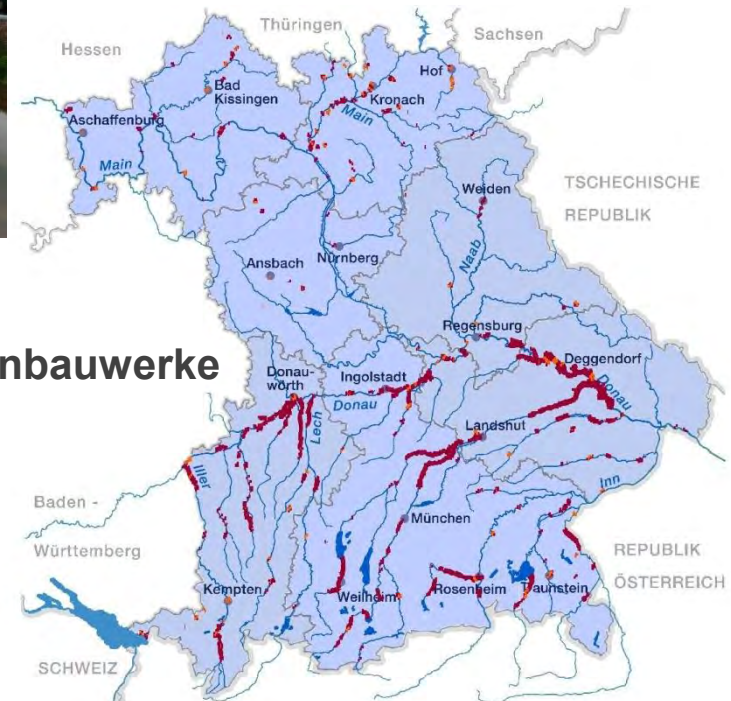 Thüringen
Sachsen
Hessen
Hof
Bad
Kissingen
Kronach
Aschaffenburg
Main
Main
Weiden
TSCHECHISCHE
REPUBLIK
Naab
Nürnberg
Ansbach
Regensburg
nbauwerke
Deggendorf
Donau-
wörth
Ingolstadt
Donau
Donau
Lech
Landshut
Iller
Inn
Baden -
Württemberg
München
REPUBLIK
ÖSTERREICH
Kempten
Weilheim
Rosenheim
Traunstein
SCHWEIZ